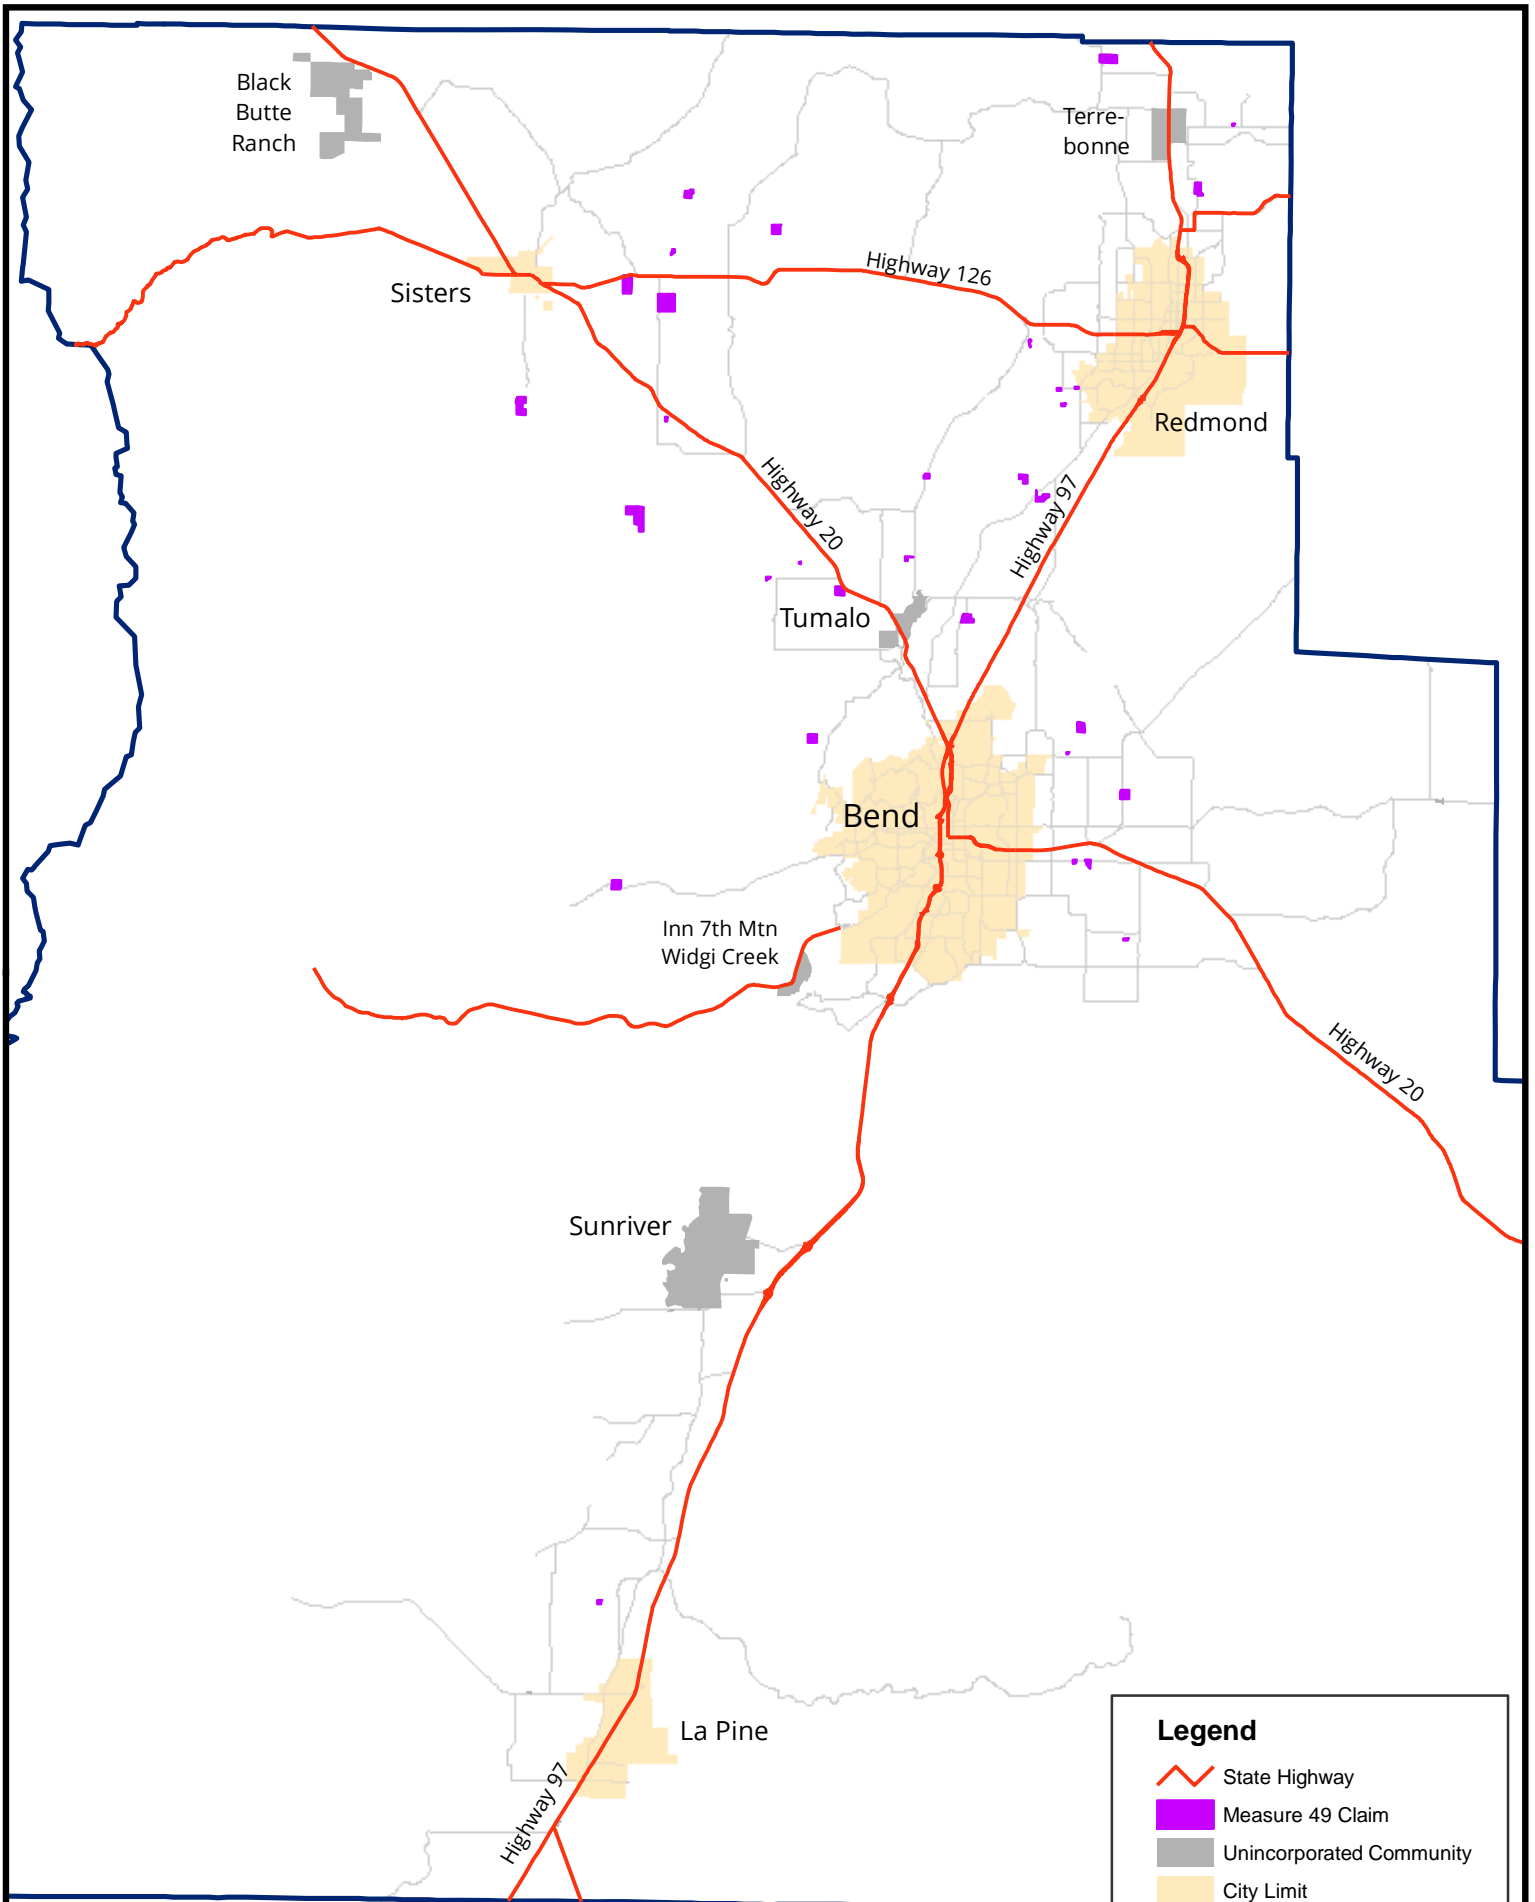 Black
Butte
Ranch
Terre-
bonne
Sisters
Highway 126
Redmond
Highway 20
Highway 97
Tumalo
Bend
Inn 7th Mtn
Widgi Creek
Highway 20
Sunriver
La Pine
Highway 97
Legend
State Highway
Measure 49 Claim
Unincorporated Community
City Limit